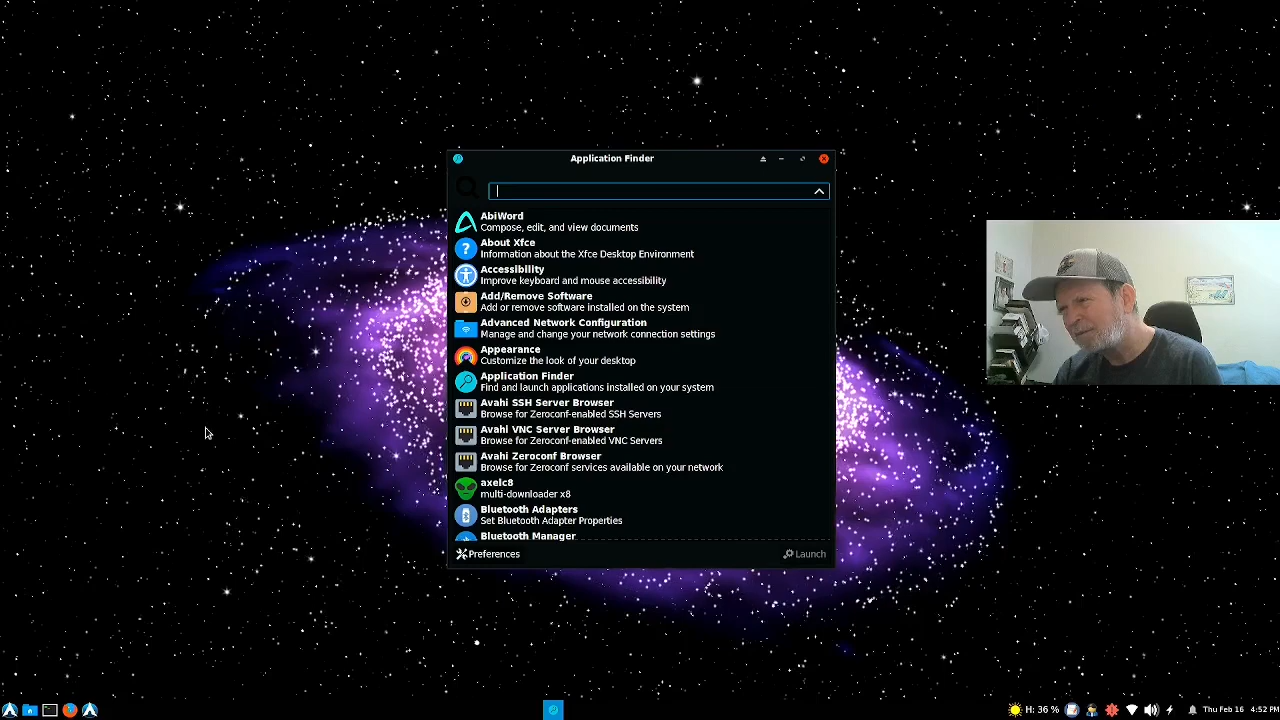 Application Finder
AbiWord
Compose, edit, and view documents
About Xfce
Information about the Xfce Desktop Environment
Accessibility
Improve keyboard and mouse accessibility
Add/Remove Software
Add or remove software installed on the system
Advanced Network Configuration
Manage and change your network connection settings
Appearance
Customize the look of your desktop
Application Finder
Find and launch applications installed on your system
Avahi SSH Server Browser
Browse for Zeroconf-enabled SSH Servers
Avahi VNC Server Browser
Browse for Zeroconf-enabled VNC Servers
Avahi Zeroconf Browser
Browse for Zeroconf services available on your network
axelc8
multi-downloader x8
Bluetooth Adapters
Set Bluetooth Adapter Properties
Bluetooth Manager
Preferences
Launch
H: 36 %
Thu Feb 16
4:52 PM